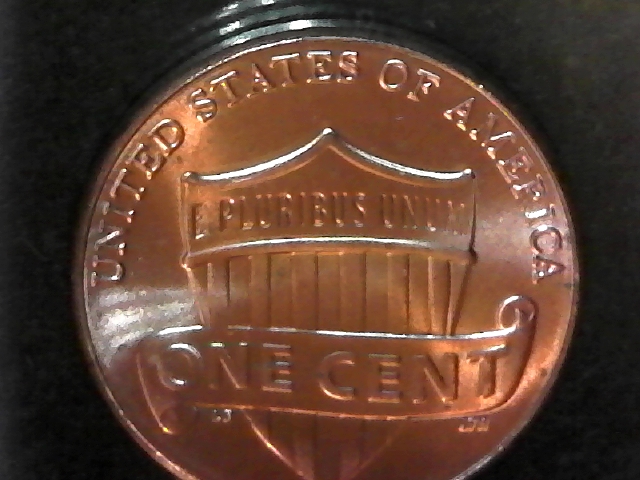 UNITED STATES OF AMERICA
E PLURIBUS UNUM
ONE CENT